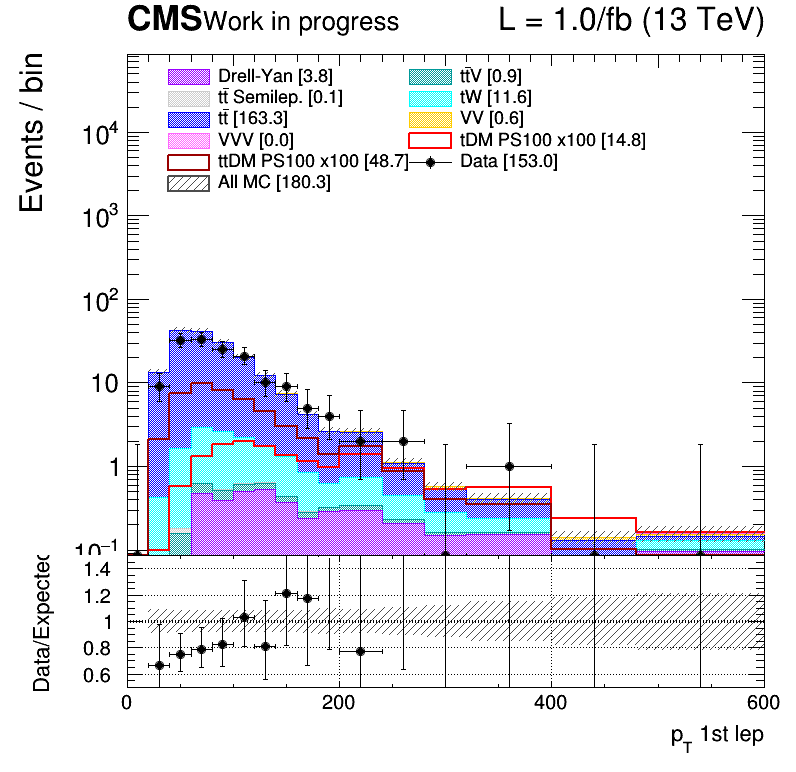 CMS Work in progress L = 1.0/fb (13 TeV)
Events / bin
Drell-Yan [3.8] tt̄V [0.9]
tt̄ Semilep. [0.1] tW [11.6]
tt̄ [163.3] VV [0.6]
VVV [0.0] tDM PS100 x100 [14.8]
ttDM PS100 x100 [48.7] Data [153.0]
All MC [180.3]
10⁴
10³
10²
10
1
10⁻¹
Data/Expected
1.4
1.2
1
0.8
0.6
0 200 400 600
p_T 1st lep